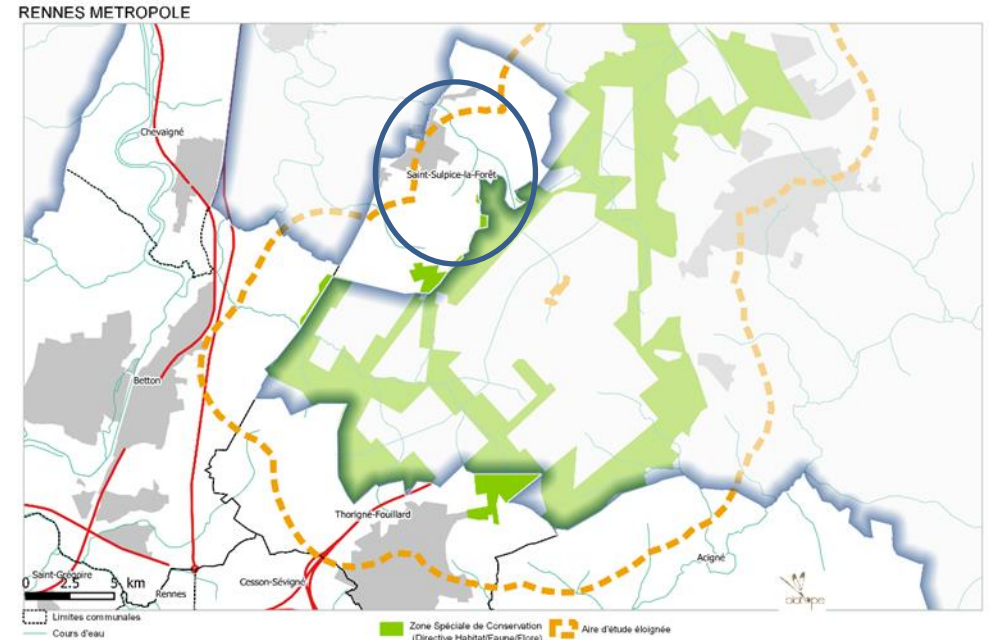 RENNES METROPOLE
Chevaigné
Saint-Sulpice-la-Forêt
Betton
Thorigné-Fouillard
Acigné
Saint-Grégoire
Cesson-Sévigné
Rennes
0 2.5 5 km
Limites communales
Cours d'eau
Zone Spéciale de Conservation
(Directive Habitat/Faune/Flore)
Aire d'étude éloignée